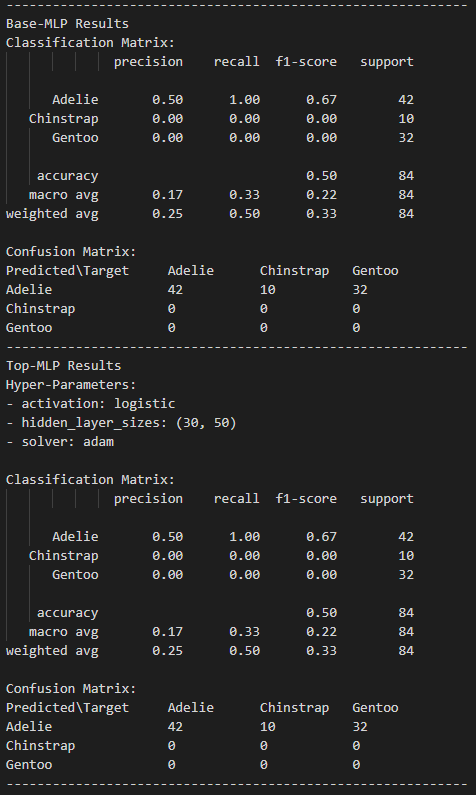 ---------------------------------------------------------------
Base-MLP Results
Classification Matrix:
              precision    recall  f1-score   support

      Adelie       0.50      1.00      0.67        42
   Chinstrap       0.00      0.00      0.00        10
      Gentoo       0.00      0.00      0.00        32

    accuracy                           0.50        84
   macro avg       0.17      0.33      0.22        84
weighted avg       0.25      0.50      0.33        84

Confusion Matrix:
Predicted\Target     Adelie      Chinstrap   Gentoo
Adelie               42          10          32
Chinstrap            0           0           0
Gentoo               0           0           0
---------------------------------------------------------------
Top-MLP Results
Hyper-Parameters:
- activation: logistic
- hidden_layer_sizes: (30, 50)
- solver: adam

Classification Matrix:
              precision    recall  f1-score   support

      Adelie       0.50      1.00      0.67        42
   Chinstrap       0.00      0.00      0.00        10
      Gentoo       0.00      0.00      0.00        32

    accuracy                           0.50        84
   macro avg       0.17      0.33      0.22        84
weighted avg       0.25      0.50      0.33        84

Confusion Matrix:
Predicted\Target     Adelie      Chinstrap   Gentoo
Adelie               42          10          32
Chinstrap            0           0           0
Gentoo               0           0           0
---------------------------------------------------------------